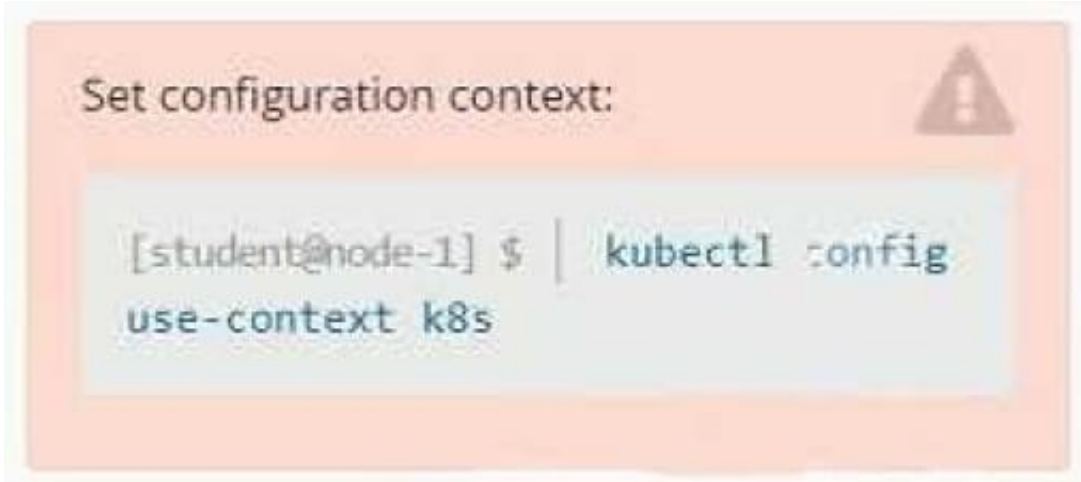 Set configuration context:
[student@node-1] $ | kubectl config
use-context k8s